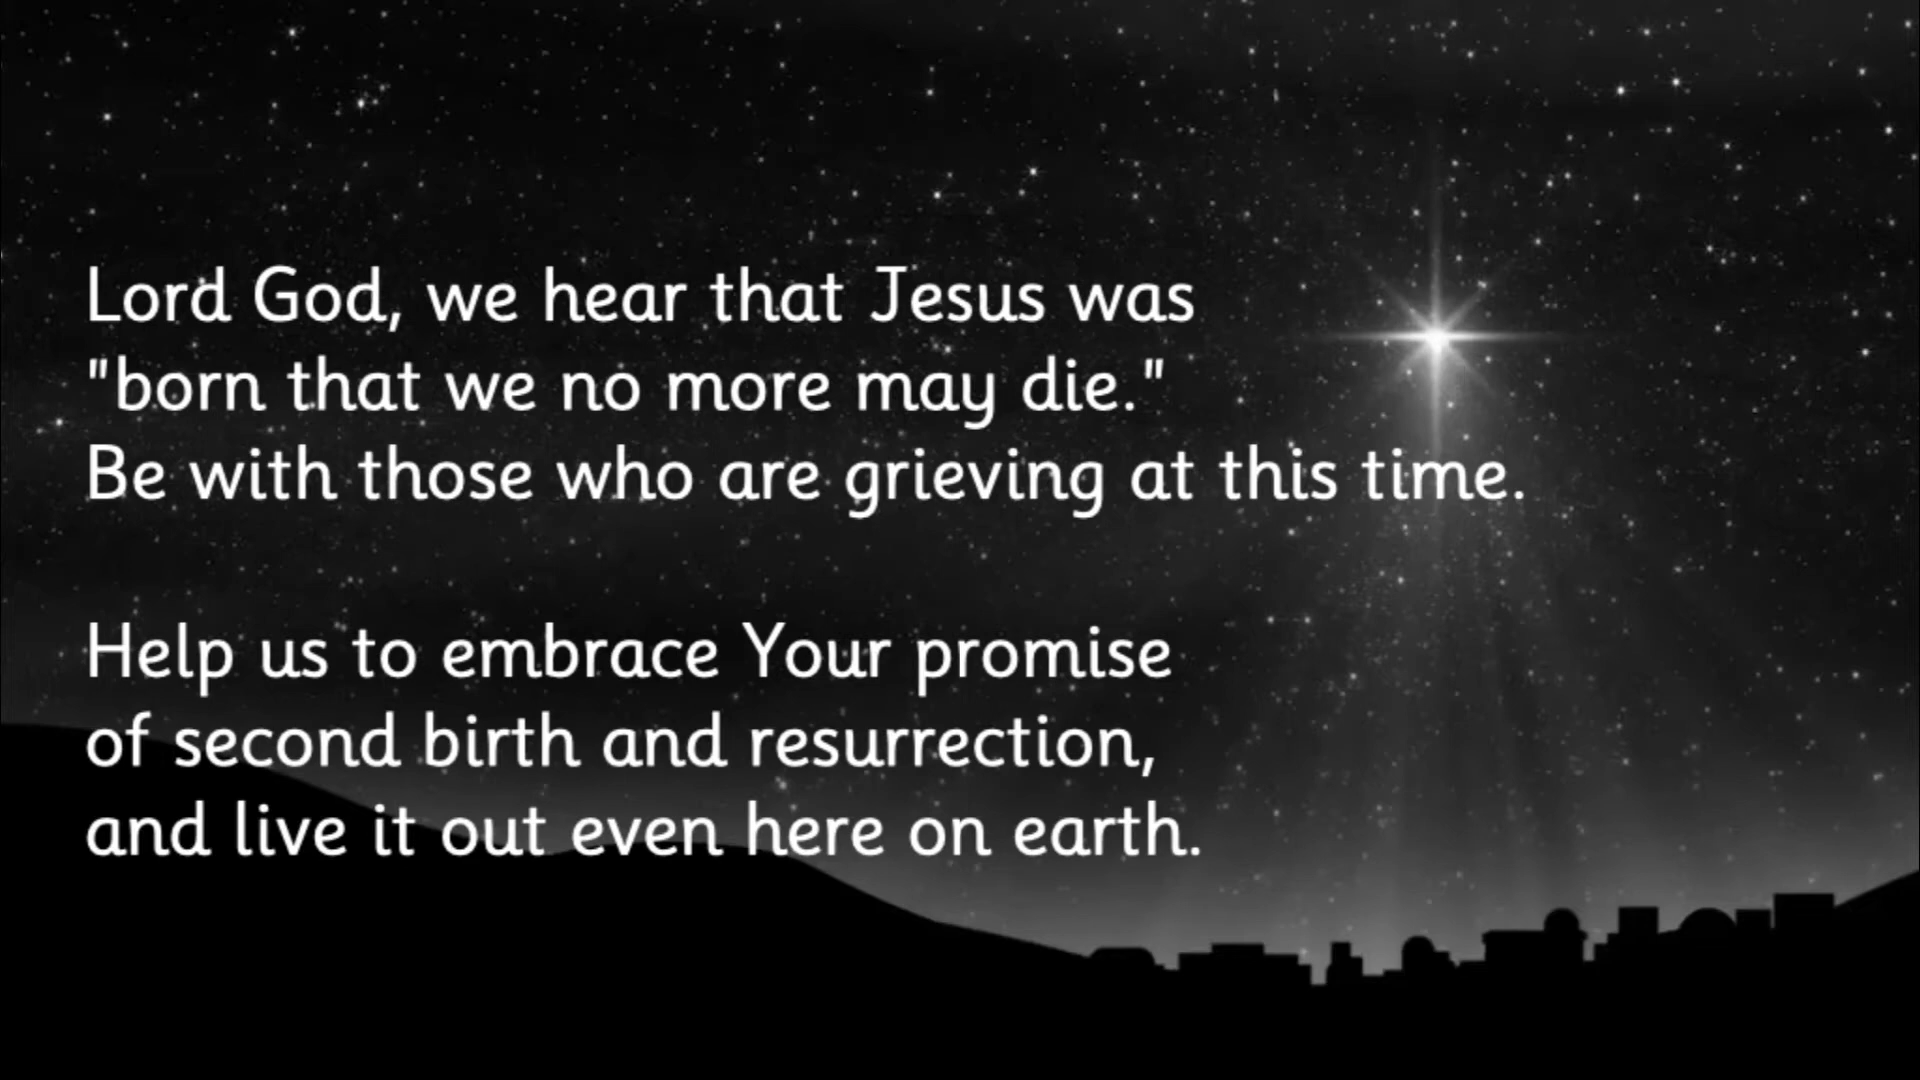 Lord God, we hear that Jesus was
"born that we no more may die."
Be with those who are grieving at this time.
Help us to embrace Your promise
of second birth and resurrection,
and live it out even here on earth.